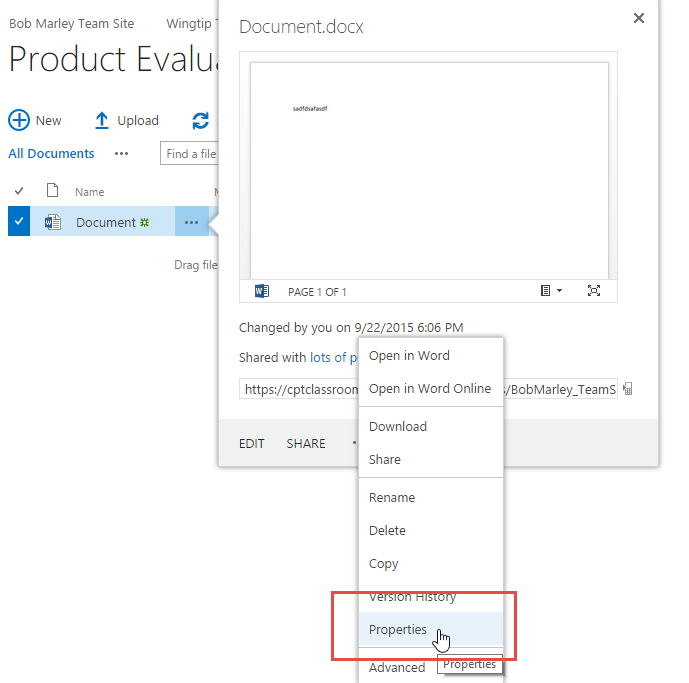 Bob Marley Team Site Wingtip T
Product Evalua
New Upload
All Documents ••• Find a file
Name
Document •••
Drag file
Document.docx
sadfdsafasdf
PAGE 1 OF 1
Changed by you on 9/22/2015 6:06 PM
Shared with lots of p
https://cptclassroom s/BobMarley_TeamS
EDIT SHARE
Open in Word
Open in Word Online
Download
Share
Rename
Delete
Copy
Version History
Properties
Advanced
Properties